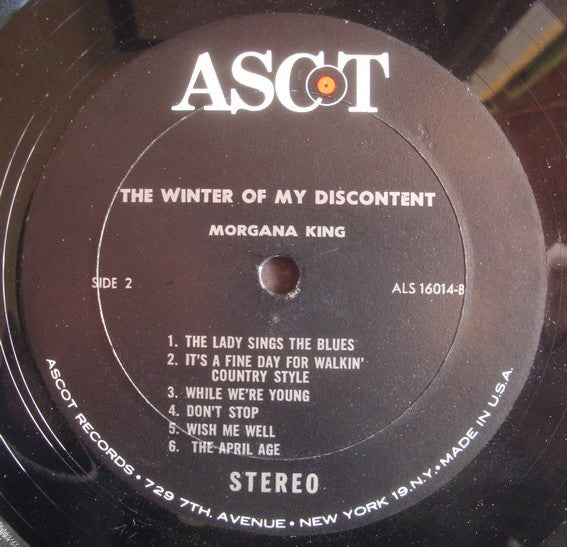 ASCOT
THE WINTER OF MY DISCONTENT
MORGANA KING
SIDE 2
ALS 16014-B
1. THE LADY SINGS THE BLUES
2. IT'S A FINE DAY FOR WALKIN'
COUNTRY STYLE
3. WHILE WE'RE YOUNG
4. DON'T STOP
5. WISH ME WELL
6. THE APRIL AGE
STEREO
ASCOT RECORDS • 729 7TH. AVENUE • NEW YORK 19.N.Y. • MADE IN U.S.A.